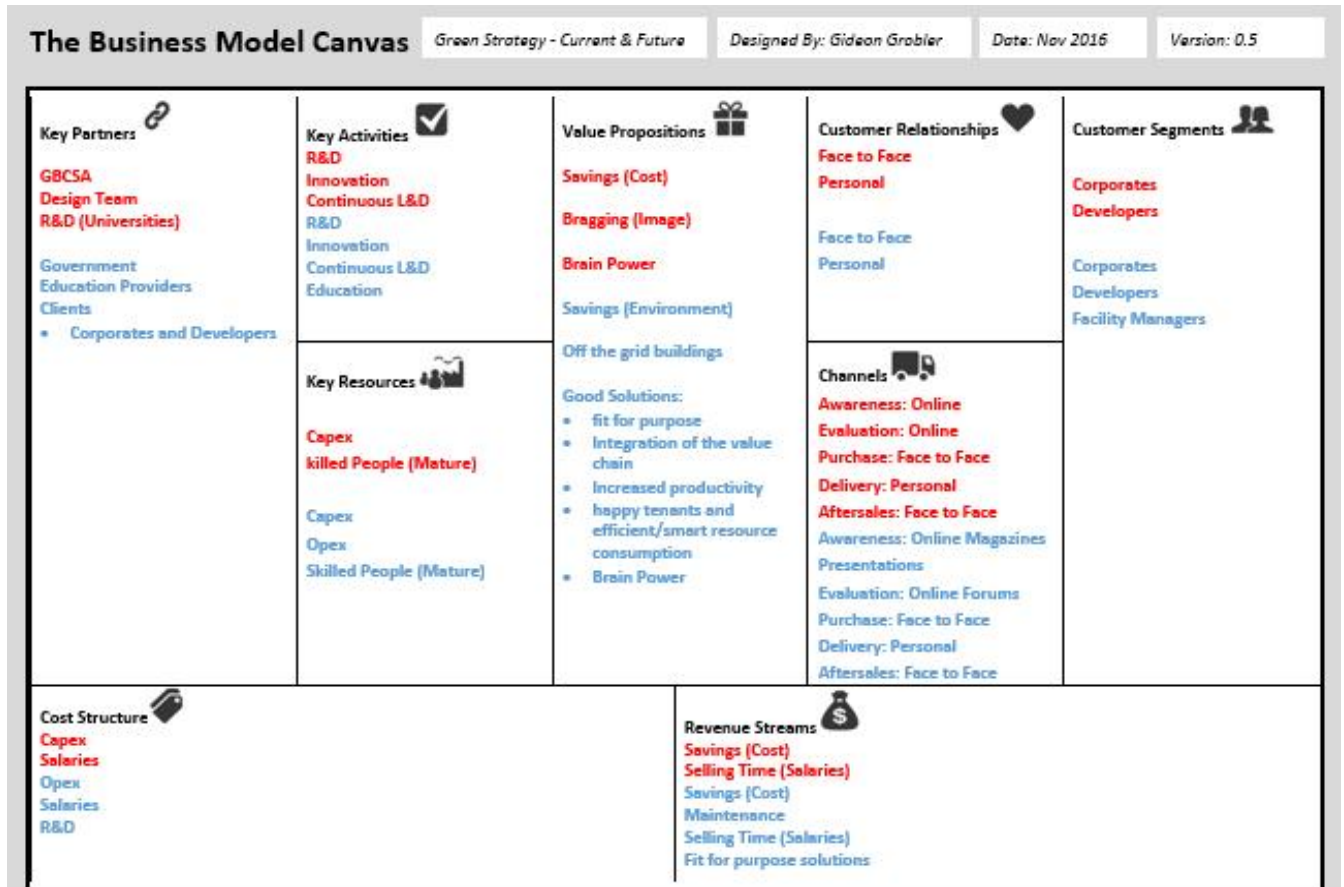 The Business Model Canvas
Green Strategy - Current & Future
Designed By: Gideon Grobler
Date: Nov 2016
Version: 0.5
Key Partners
GBCSA
Design Team
R&D (Universities)
Government
Education Providers
Clients
• Corporates and Developers
Key Activities
R&D
Innovation
Continuous L&D
R&D
Innovation
Continuous L&D
Education
Key Resources
Capex
killed People (Mature)
Capex
Opex
Skilled People (Mature)
Value Propositions
Savings (Cost)
Bragging (Image)
Brain Power
Savings (Environment)
Off the grid buildings
Good Solutions:
• fit for purpose
• Integration of the value
chain
• Increased productivity
• happy tenants and
efficient/smart resource
consumption
• Brain Power
Customer Relationships
Face to Face
Personal
Face to Face
Personal
Channels
Awareness: Online
Evaluation: Online
Purchase: Face to Face
Delivery: Personal
Aftersales: Face to Face
Awareness: Online Magazines
Presentations
Evaluation: Online Forums
Purchase: Face to Face
Delivery: Personal
Aftersales: Face to Face
Customer Segments
Corporates
Developers
Corporates
Developers
Facility Managers
Cost Structure
Capex
Salaries
Opex
Salaries
R&D
Revenue Streams
$
Savings (Cost)
Selling Time (Salaries)
Savings (Cost)
Maintenance
Selling Time (Salaries)
Fit for purpose solutions